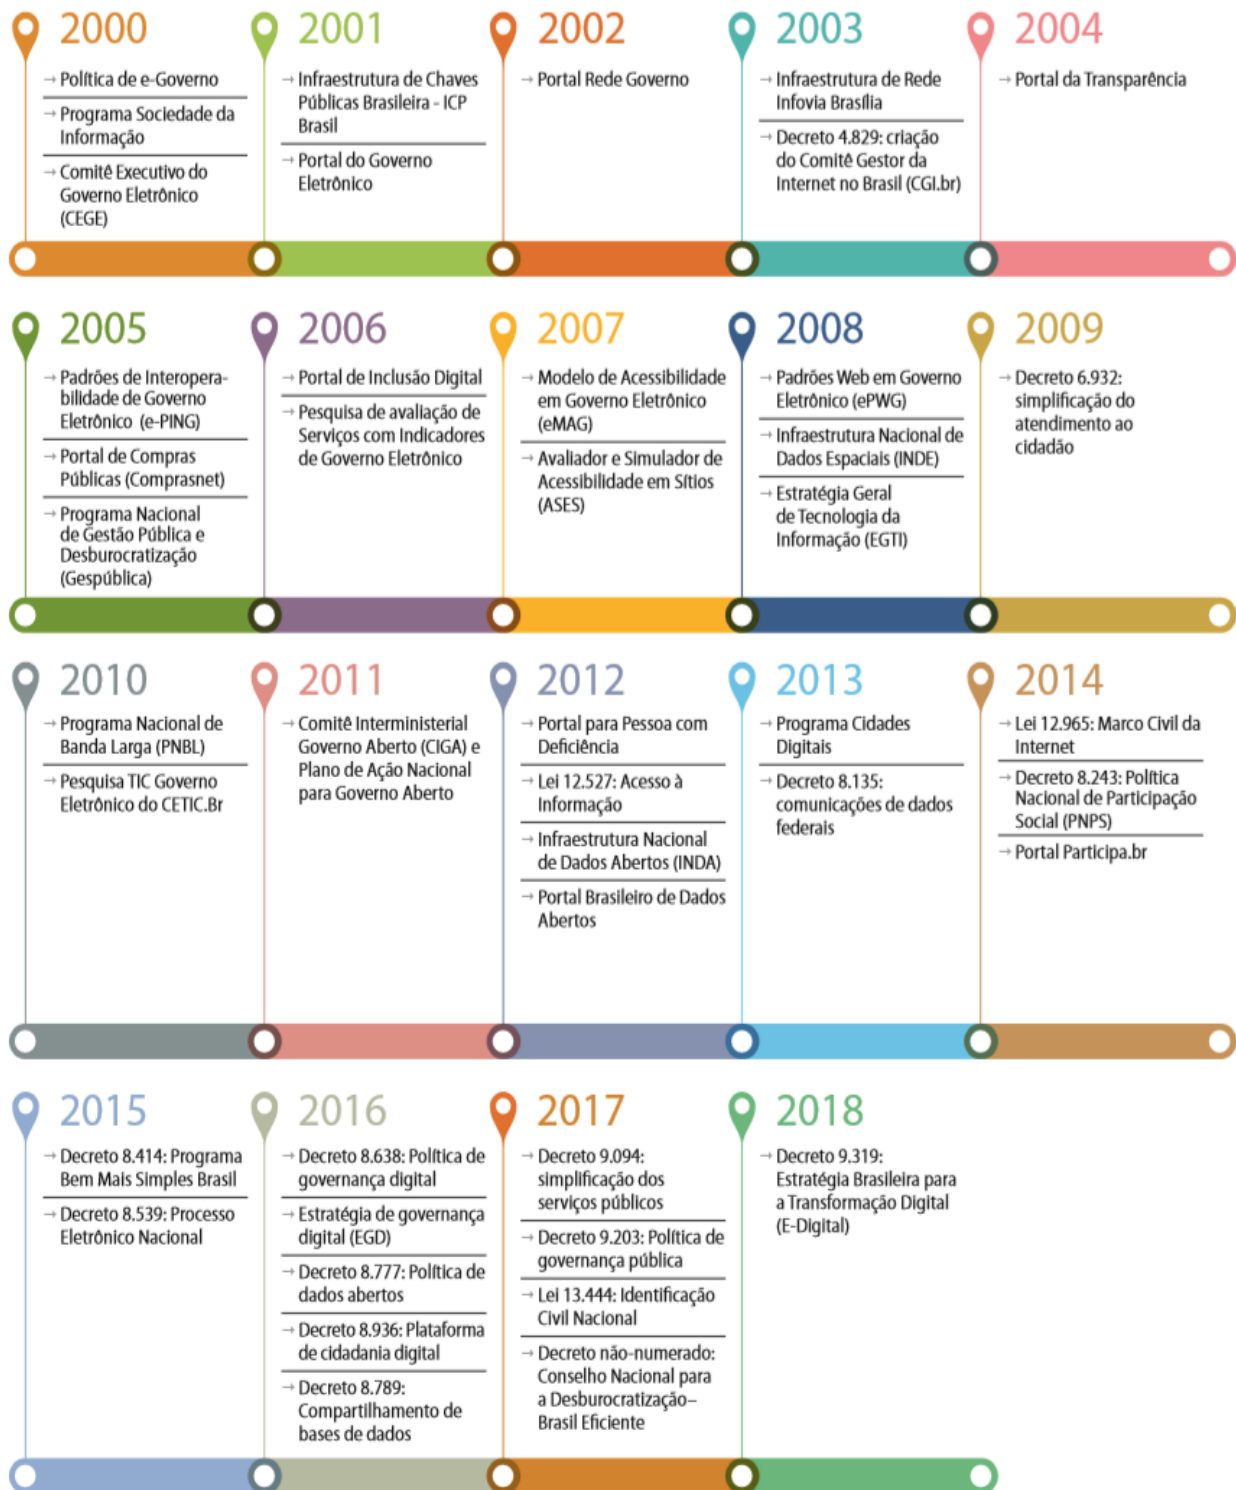 2000
→ Política de e-Governo
→ Programa Sociedade da
Informação
→ Comitê Executivo do
Governo Eletrônico
(CEGE)
2001
→ Infraestrutura de Chaves
Públicas Brasileira - ICP
Brasil
→ Portal do Governo
Eletrônico
2002
→ Portal Rede Governo
2003
→ Infraestrutura de Rede
Infovia Brasília
→ Decreto 4.829: criação
do Comitê Gestor da
Internet no Brasil (CGI.br)
2004
→ Portal da Transparência
2005
→ Padrões de Interopera-
bilidade de Governo
Eletrônico (e-PING)
→ Portal de Compras
Públicas (Comprasnet)
→ Programa Nacional
de Gestão Pública e
Desburocratização
(Gespública)
2006
→ Portal de Inclusão Digital
→ Pesquisa de avaliação de
Serviços com Indicadores
de Governo Eletrônico
2007
→ Modelo de Acessibilidade
em Governo Eletrônico
(eMAG)
→ Avaliador e Simulador de
Acessibilidade em Sítios
(ASES)
2008
→ Padrões Web em Governo
Eletrônico (ePWG)
→ Infraestrutura Nacional de
Dados Espaciais (INDE)
→ Estratégia Geral
de Tecnologia da
Informação (EGTI)
2009
→ Decreto 6.932:
simplificação do
atendimento ao
cidadão
2010
→ Programa Nacional de
Banda Larga (PNBL)
→ Pesquisa TIC Governo
Eletrônico do CETIC.Br
2011
→ Comitê Interministerial
Governo Aberto (CIGA) e
Plano de Ação Nacional
para Governo Aberto
2012
→ Portal para Pessoa com
Deficiência
→ Lei 12.527: Acesso à
Informação
→ Infraestrutura Nacional
de Dados Abertos (INDA)
→ Portal Brasileiro de Dados
Abertos
2013
→ Programa Cidades
Digitais
→ Decreto 8.135:
comunicações de dados
federais
2014
→ Lei 12.965: Marco Civil da
Internet
→ Decreto 8.243: Política
Nacional de Participação
Social (PNPS)
→ Portal Participa.br
2015
→ Decreto 8.414: Programa
Bem Mais Simples Brasil
→ Decreto 8.539: Processo
Eletrônico Nacional
2016
→ Decreto 8.638: Política de
governança digital
→ Estratégia de governança
digital (EGD)
→ Decreto 8.777: Política de
dados abertos
→ Decreto 8.936: Plataforma
de cidadania digital
→ Decreto 8.789:
Compartilhamento de
bases de dados
2017
→ Decreto 9.094:
simplificação dos
serviços públicos
→ Decreto 9.203: Política de
governança pública
→ Lei 13.444: Identificação
Civil Nacional
→ Decreto não-numerado:
Conselho Nacional para
a Desburocratização–
Brasil Eficiente
2018
→ Decreto 9.319:
Estratégia Brasileira para
a Transformação Digital
(E-Digital)